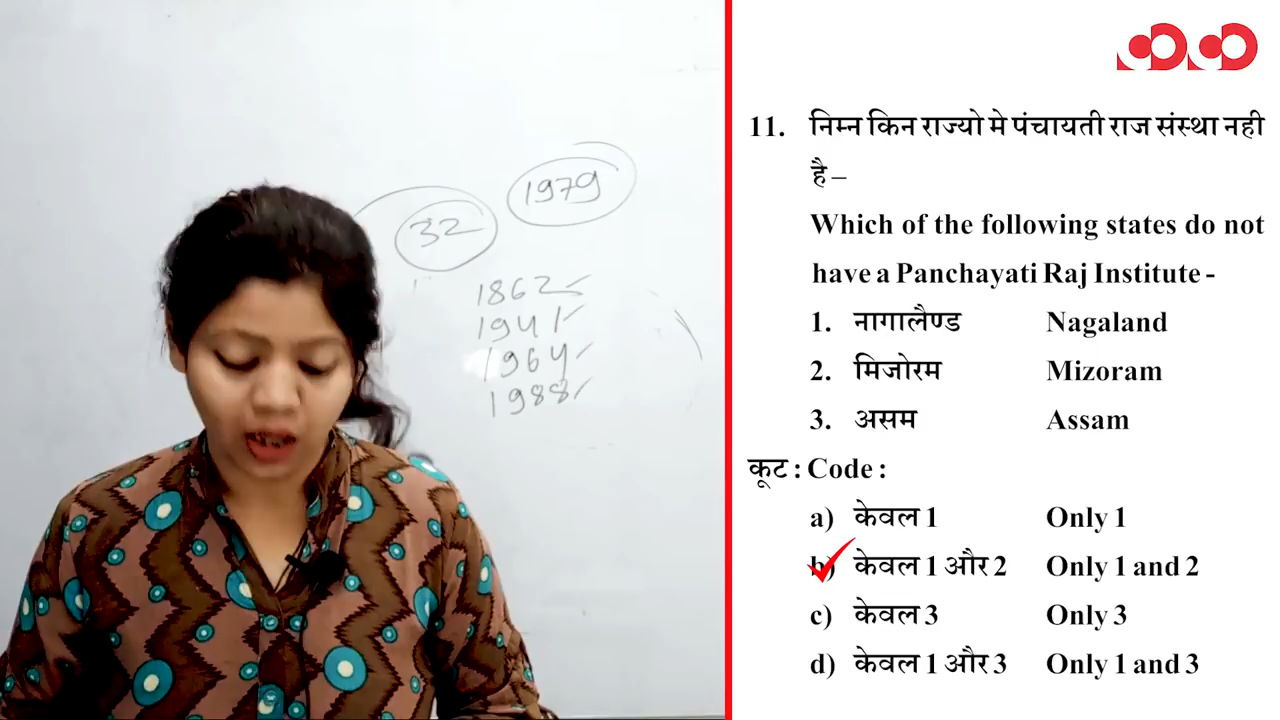 1979
32
1862
1941
1964
1988
11. निम्न किन राज्यो मे पंचायती राज संस्था नही
है –
Which of the following states do not
have a Panchayati Raj Institute -
1. नागालैण्ड Nagaland
2. मिजोरम Mizoram
3. असम Assam
कूट : Code :
a) केवल 1 Only 1
b) केवल 1 और 2 Only 1 and 2
c) केवल 3 Only 3
d) केवल 1 और 3 Only 1 and 3